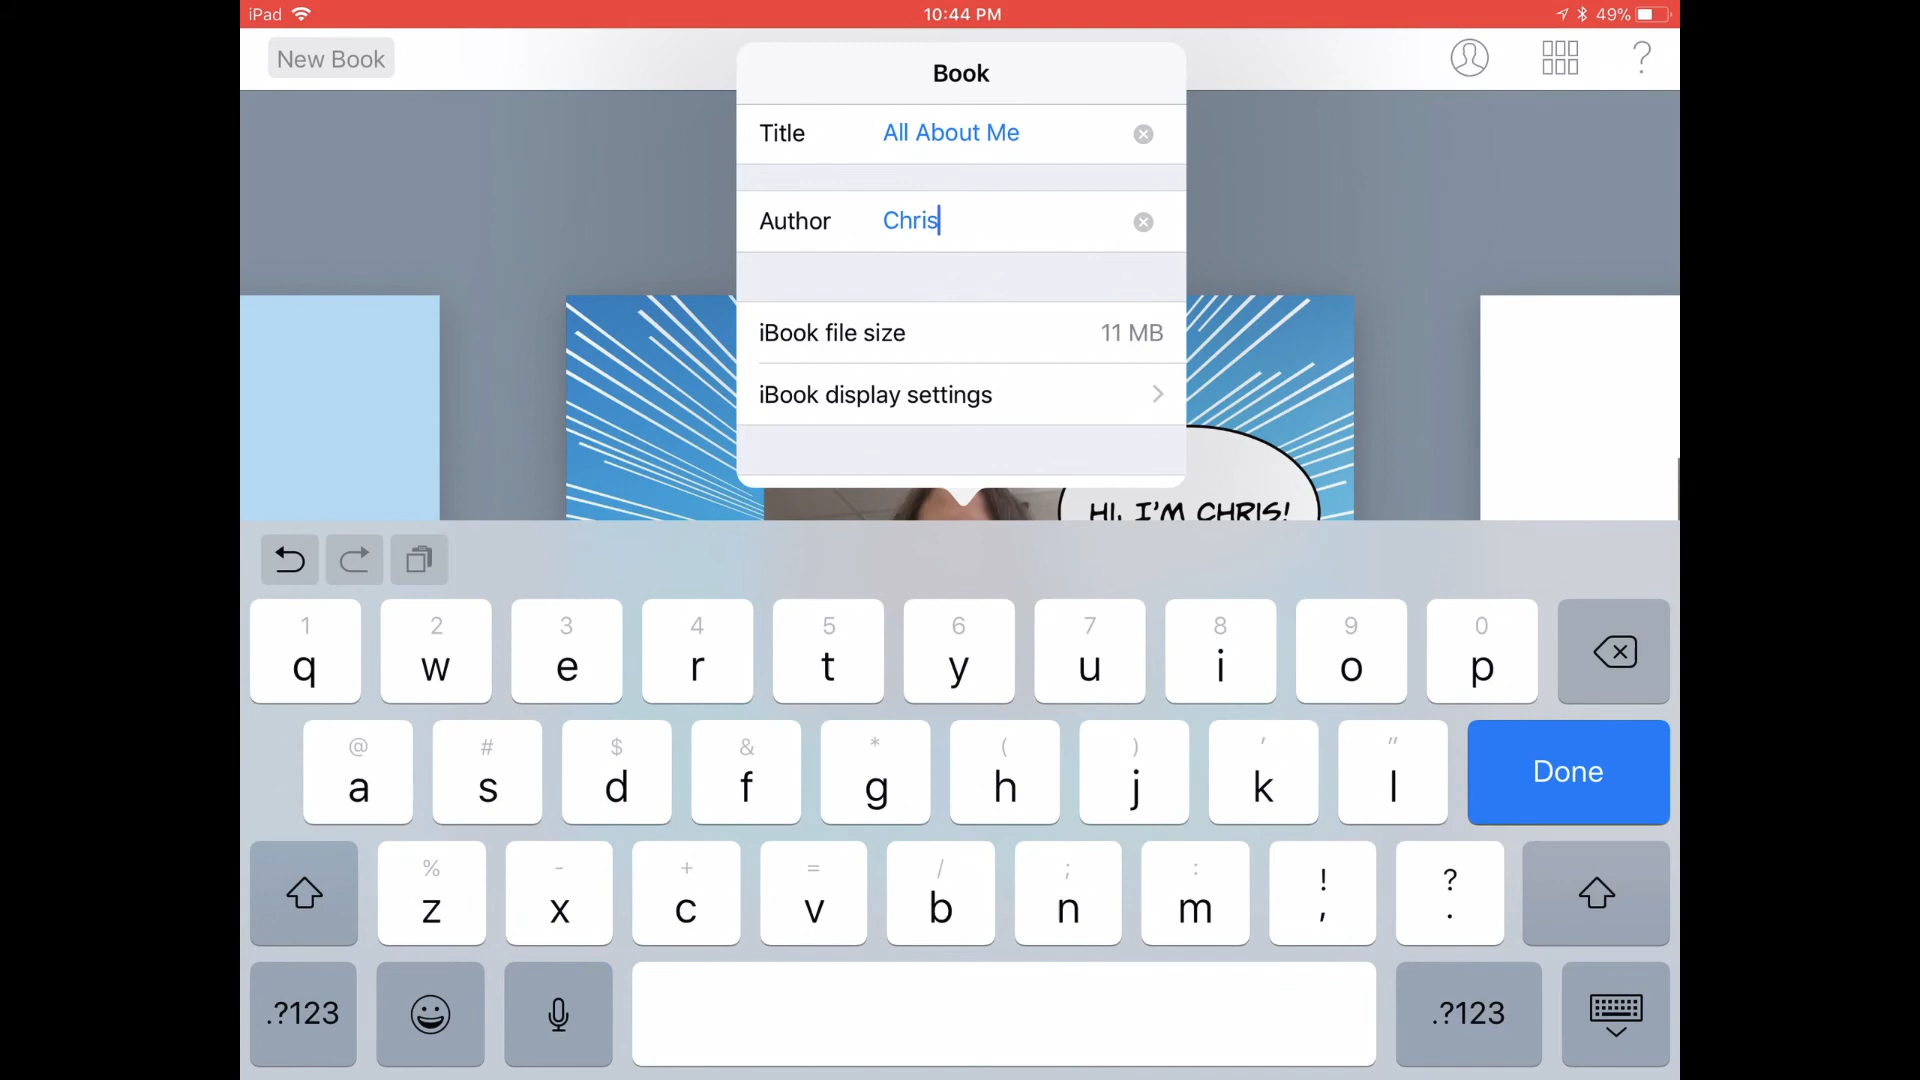 iPad 10:44 PM 49%
New Book
Book
Title All About Me
Author Chris
iBook file size 11 MB
iBook display settings
HI, I'M CHRIS!
1 2 3 4 5 6 7 8 9 0
q w e r t y u i o p
@ # $ & * ( ) ' "
a s d f g h j k l Done
% - + = / ; : ! ?
z x c v b n m , .
.?123 .?123